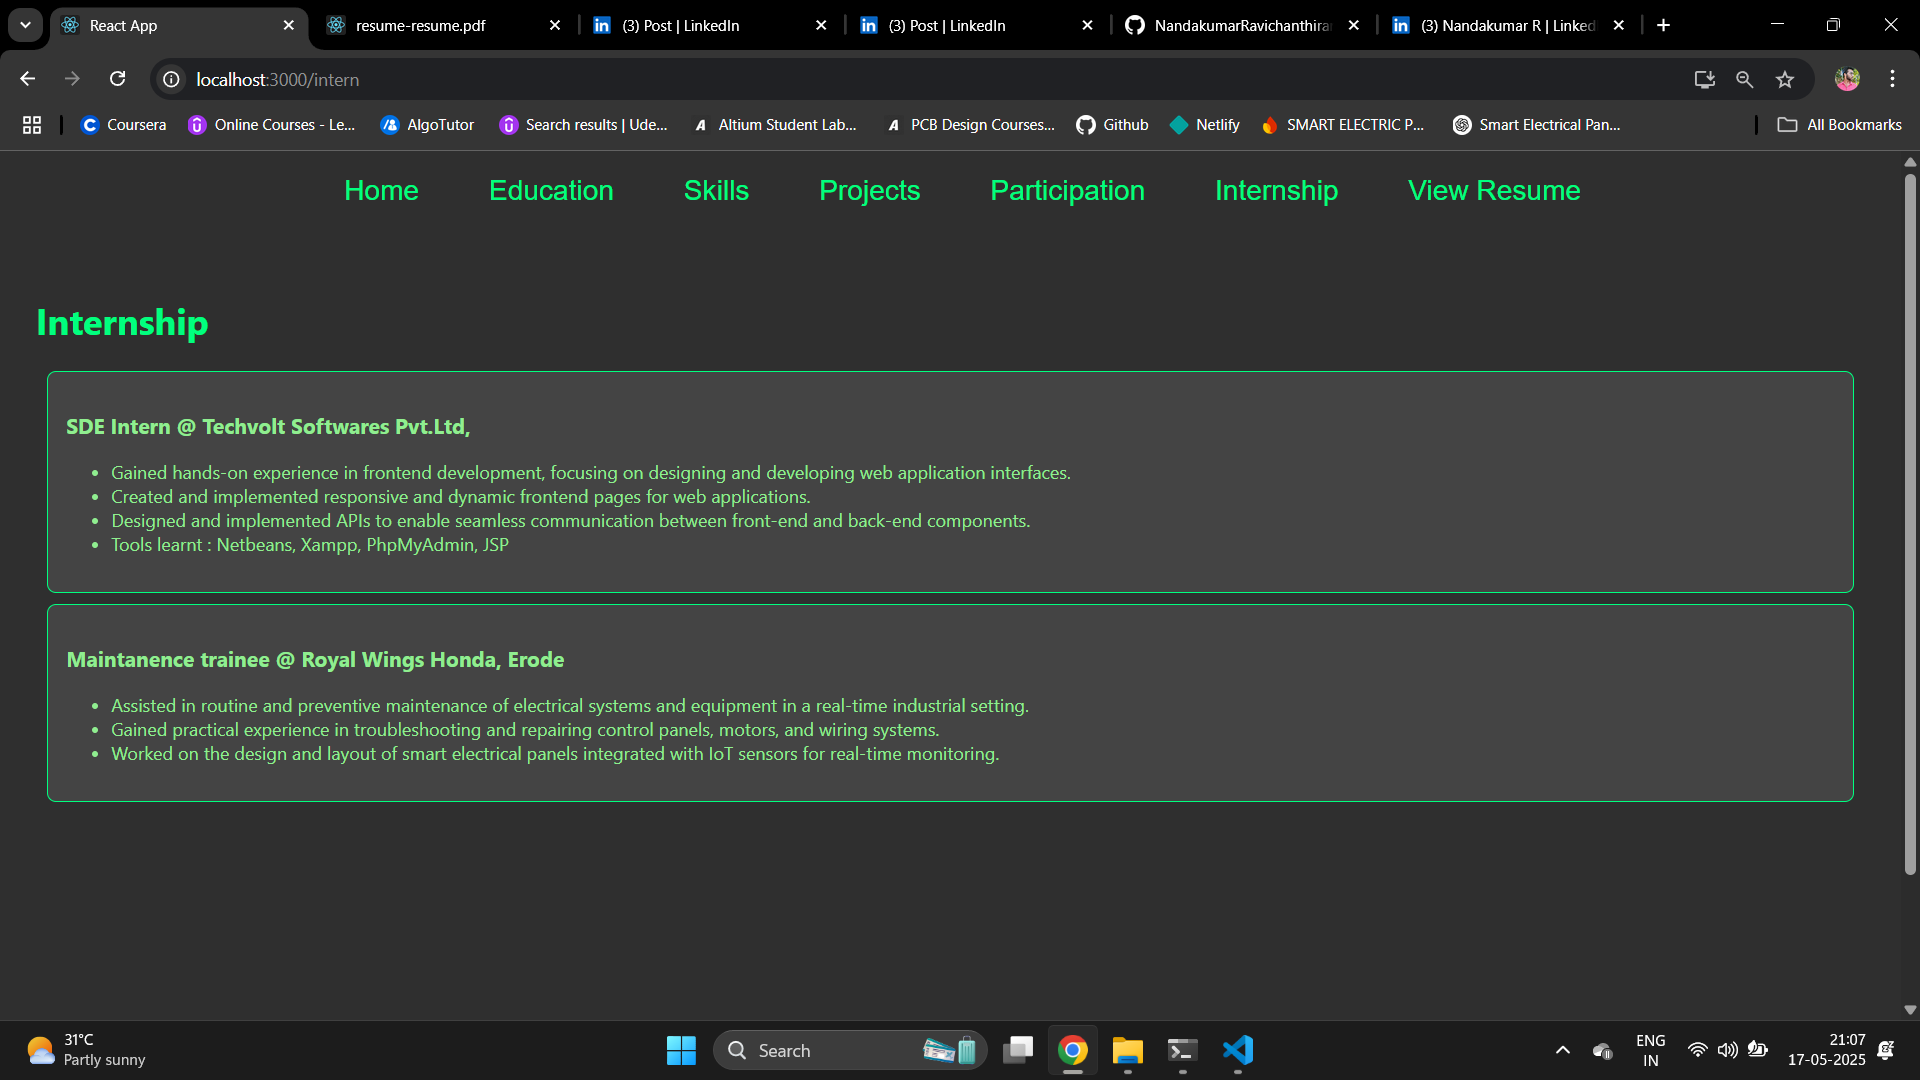 React App
resume-resume.pdf
(3) Post | LinkedIn
(3) Post | LinkedIn
NandakumarRavichanthiran
(3) Nandakumar R | Linked
localhost:3000/intern
Coursera
Online Courses - Le...
AlgoTutor
Search results | Ude...
Altium Student Lab...
PCB Design Courses...
Github
Netlify
SMART ELECTRIC P...
Smart Electrical Pan...
All Bookmarks
Home
Education
Skills
Projects
Participation
Internship
View Resume
Internship
SDE Intern @ Techvolt Softwares Pvt.Ltd,
• Gained hands-on experience in frontend development, focusing on designing and developing web application interfaces.
• Created and implemented responsive and dynamic frontend pages for web applications.
• Designed and implemented APIs to enable seamless communication between front-end and back-end components.
• Tools learnt : Netbeans, Xampp, PhpMyAdmin, JSP
Maintanence trainee @ Royal Wings Honda, Erode
• Assisted in routine and preventive maintenance of electrical systems and equipment in a real-time industrial setting.
• Gained practical experience in troubleshooting and repairing control panels, motors, and wiring systems.
• Worked on the design and layout of smart electrical panels integrated with IoT sensors for real-time monitoring.
31°C
Partly sunny
Search
ENG
IN
21:07
17-05-2025